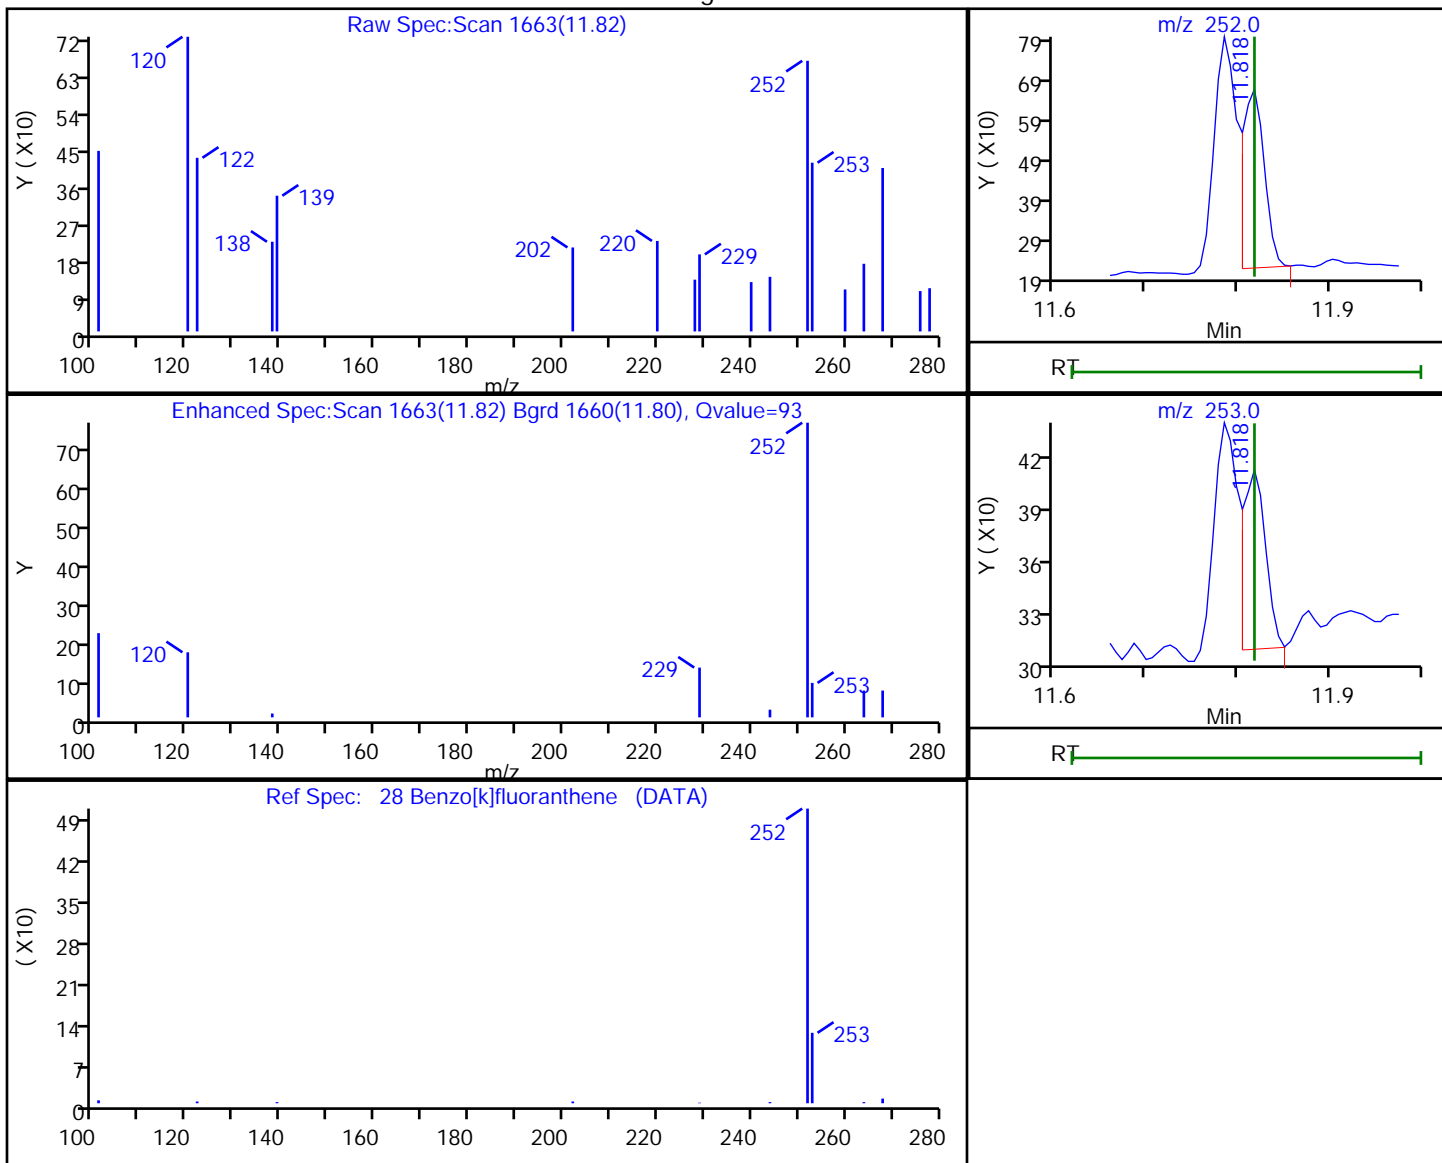 Raw Spec:Scan 1663(11.82)
Y ( X10)
72
63
54
45
36
27
18
9
0
120
122
138
139
202
220
229
252
253
100 120 140 160 180 200 220 240 260 280
m/z
m/z 252.0
Y ( X10)
79
69
59
49
39
29
19
11.818
11.6 11.9
Min
RT
Enhanced Spec:Scan 1663(11.82) Bgrd 1660(11.80), Qvalue=93
Y
70
60
50
40
30
20
10
0
120
229
252
253
100 120 140 160 180 200 220 240 260 280
m/z
m/z 253.0
Y ( X10)
42
39
36
33
30
11.818
11.6 11.9
Min
RT
Ref Spec: 28 Benzo[k]fluoranthene (DATA)
( X10)
49
42
35
28
21
14
7
0
252
253
100 120 140 160 180 200 220 240 260 280